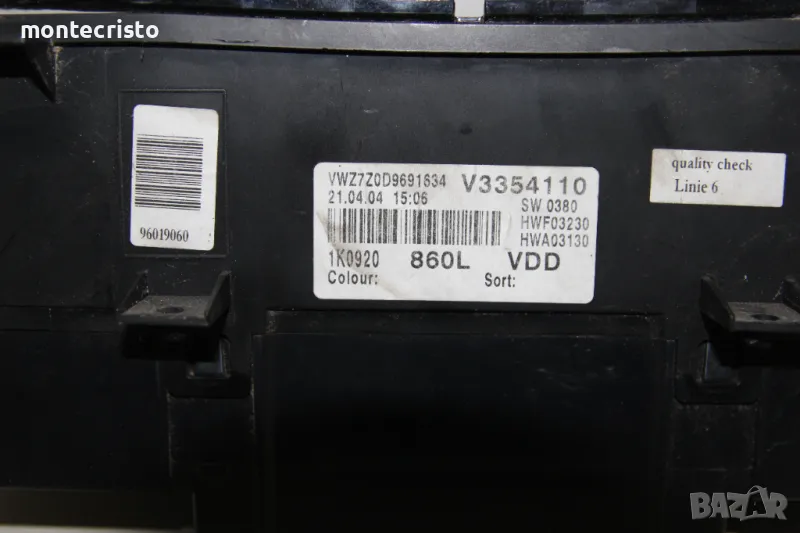 montecristo
VWZ7Z0D9691634 V3354110
21.04.04 15:06 SW 0380
HWF03230
HWA03130
1K0920 860L VDD
Colour: Sort:
96019060
quality check
Linie 6
BAZAR